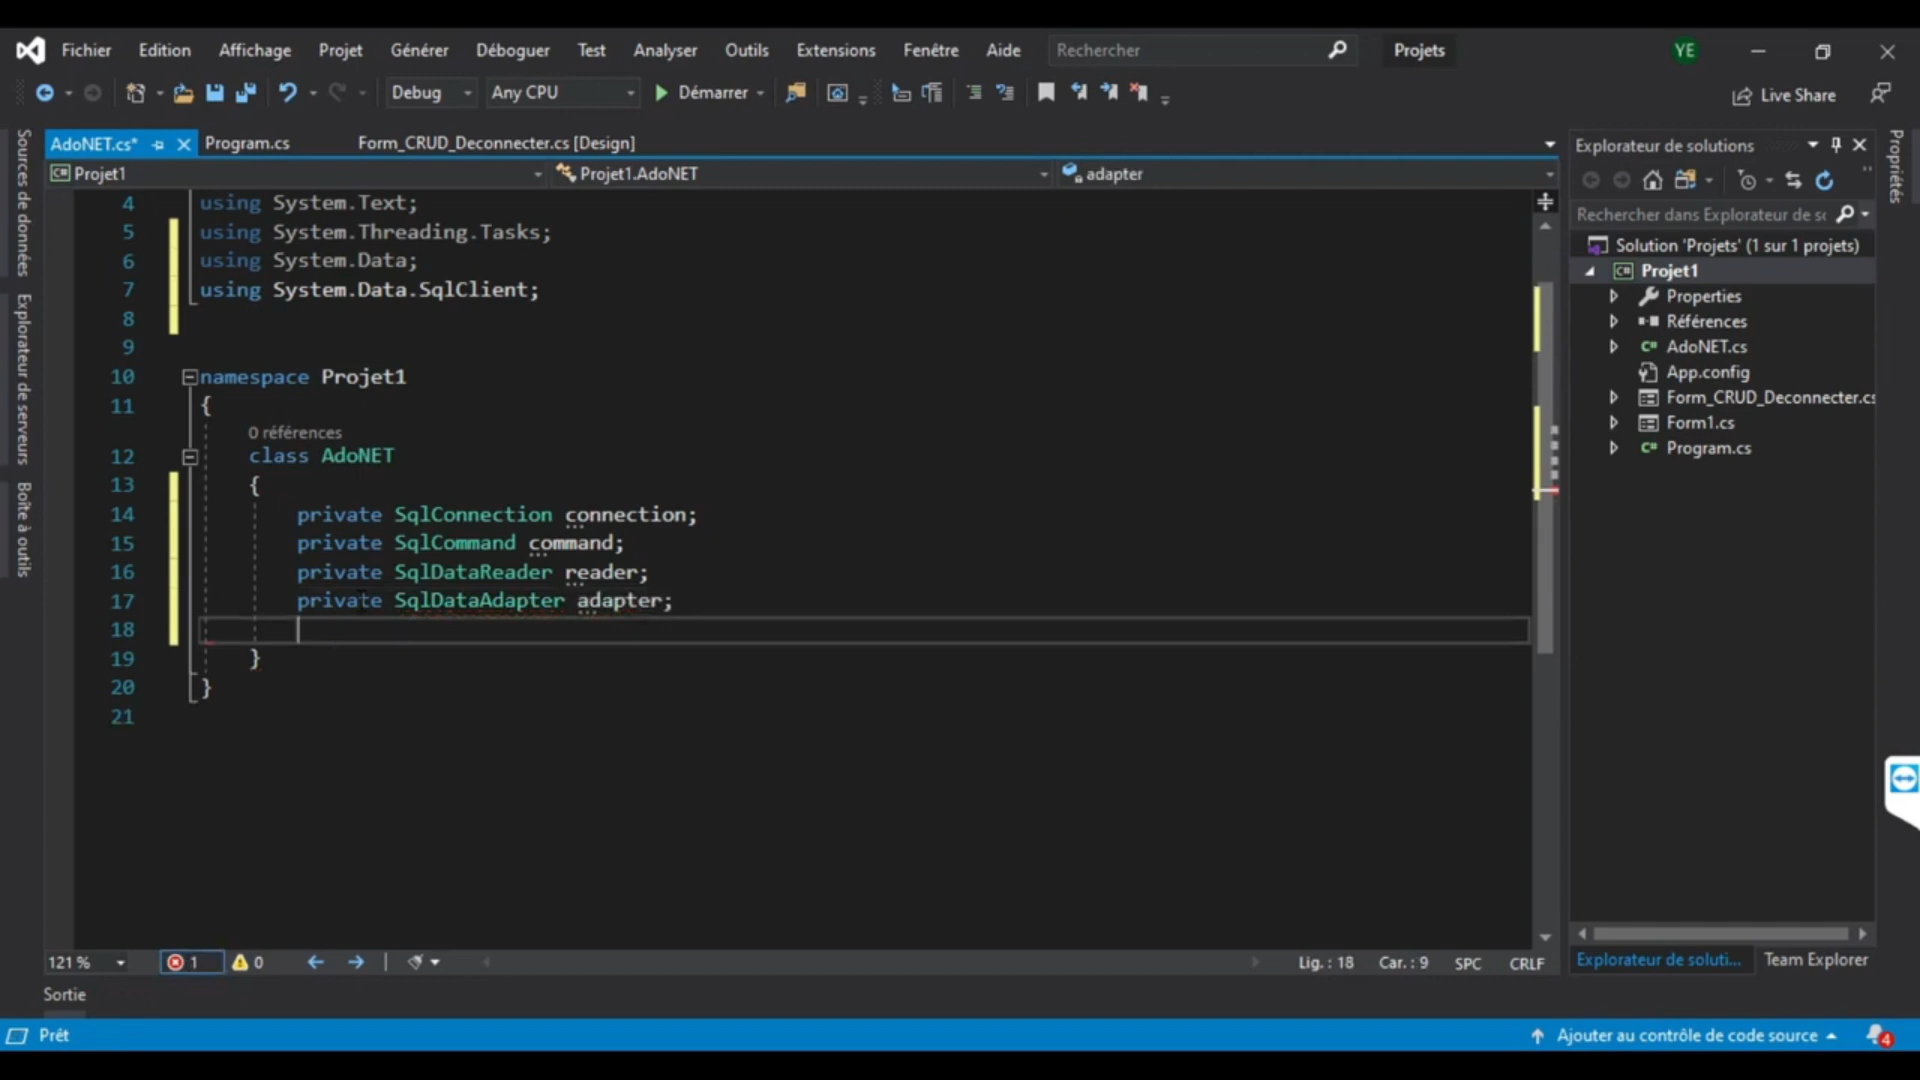 Fichier Edition Affichage Projet Générer Déboguer Test Analyser Outils Extensions Fenêtre Aide Rechercher Projets YE
Debug Any CPU Démarrer Live Share
AdoNET.cs* Program.cs Form_CRUD_Deconnecter.cs [Design]
Projet1 Projet1.AdoNET adapter
4 using System.Text;
5 using System.Threading.Tasks;
6 using System.Data;
7 using System.Data.SqlClient;
8
9
10 namespace Projet1
11 {
0 références
12 class AdoNET
13 {
14 private SqlConnection connection;
15 private SqlCommand command;
16 private SqlDataReader reader;
17 private SqlDataAdapter adapter;
18
19 }
20 }
21
121 % 1 0 Lig. : 18 Car. : 9 SPC CRLF
Sortie
Prêt Ajouter au contrôle de code source 4
Sources de données
Explorateur de serveurs
Boîte à outils
Explorateur de solutions
Rechercher dans Explorateur de so
Solution 'Projets' (1 sur 1 projets)
Projet1
Properties
Références
AdoNET.cs
App.config
Form_CRUD_Deconnecter.cs
Form1.cs
Program.cs
Explorateur de soluti... Team Explorer
Propriétés